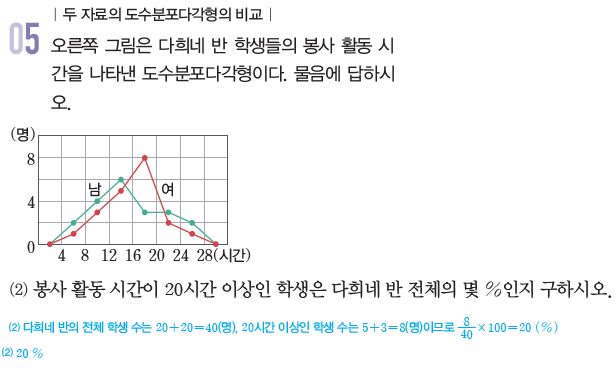 | 두 자료의 도수분포다각형의 비교 |
05 오른쪽 그림은 다희네 반 학생들의 봉사 활동 시
간을 나타낸 도수분포다각형이다. 물음에 답하시
오.
(명)
8
남 여
4
0
4 8 12 16 20 24 28(시간)
(2) 봉사 활동 시간이 20시간 이상인 학생은 다희네 반 전체의 몇 %인지 구하시오.
(2) 다희네 반의 전체 학생 수는 20+20=40(명), 20시간 이상인 학생 수는 5+3=8(명)이므로 8/40×100=20 (%)
(2) 20 %